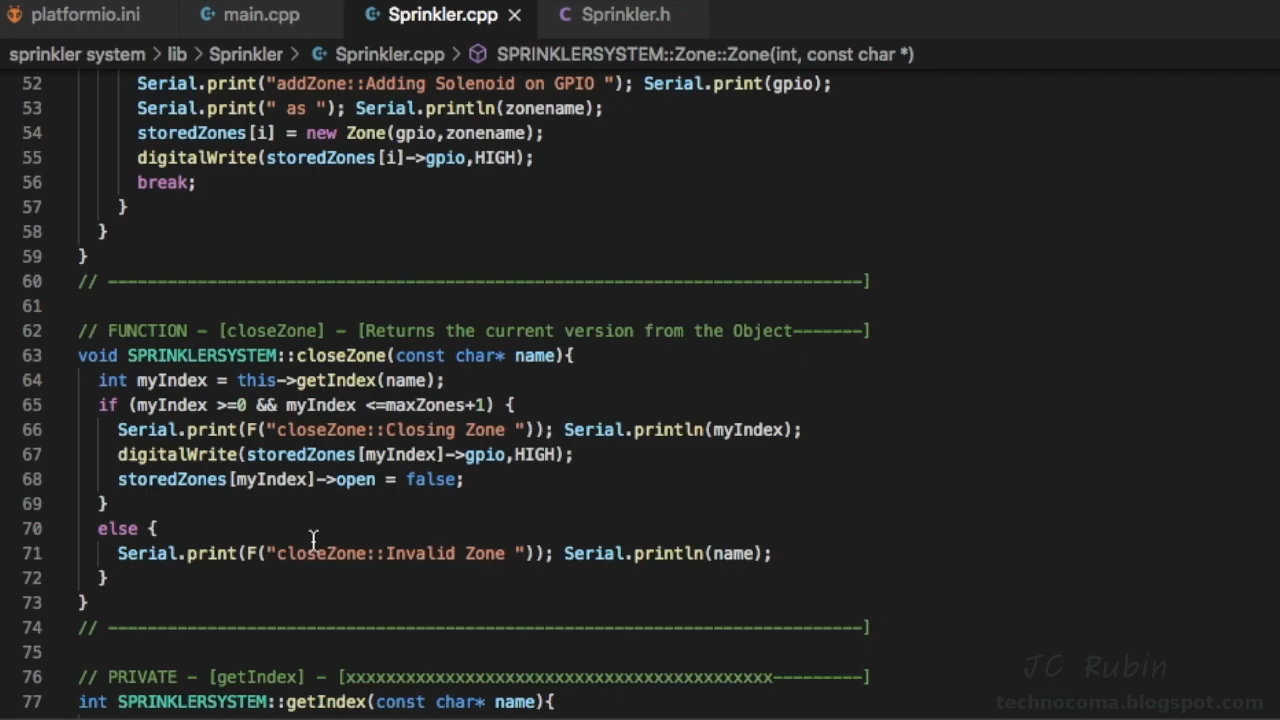 platformio.ini main.cpp Sprinkler.cpp Sprinkler.h
sprinkler system > lib > Sprinkler > Sprinkler.cpp > SPRINKLERSYSTEM::Zone::Zone(int, const char *)
52 Serial.print("addZone::Adding Solenoid on GPIO "); Serial.print(gpio);
53 Serial.print(" as "); Serial.println(zonename);
54 storedZones[i] = new Zone(gpio,zonename);
55 digitalWrite(storedZones[i]->gpio,HIGH);
56 break;
57 }
58 }
59 }
60 // ----------------------------------------------------------------------------]
61
62 // FUNCTION - [closeZone] - [Returns the current version from the Object-------]
63 void SPRINKLERSYSTEM::closeZone(const char* name){
64 int myIndex = this->getIndex(name);
65 if (myIndex >=0 && myIndex <=maxZones+1) {
66 Serial.print(F("closeZone::Closing Zone ")); Serial.println(myIndex);
67 digitalWrite(storedZones[myIndex]->gpio,HIGH);
68 storedZones[myIndex]->open = false;
69 }
70 else {
71 Serial.print(F("closeZone::Invalid Zone ")); Serial.println(name);
72 }
73 }
74 // ----------------------------------------------------------------------------]
75
76 // PRIVATE - [getIndex] - [xxxxxxxxxxxxxxxxxxxxxxxxxxxxxxxxxxxxxxxxxxx---------]
77 int SPRINKLERSYSTEM::getIndex(const char* name){
JC Rubin
technocoma.blogspot.com